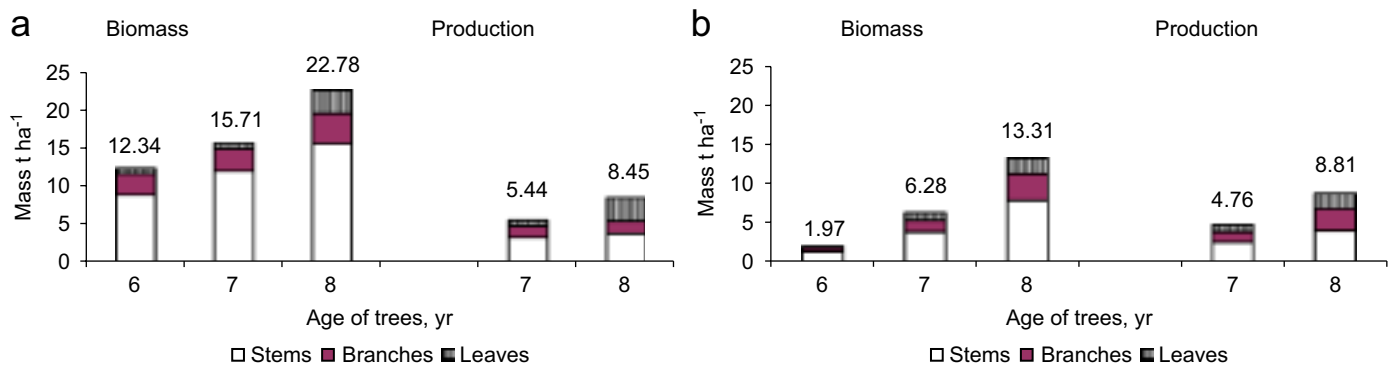 a
Biomass
Production
Mass t ha-1
25
20
15
10
5
0
12.34
15.71
22.78
5.44
8.45
6
7
8
7
8
Age of trees, yr
Stems Branches Leaves
b
Biomass
Production
Mass t ha-1
25
20
15
10
5
0
1.97
6.28
13.31
4.76
8.81
6
7
8
7
8
Age of trees, yr
Stems Branches Leaves